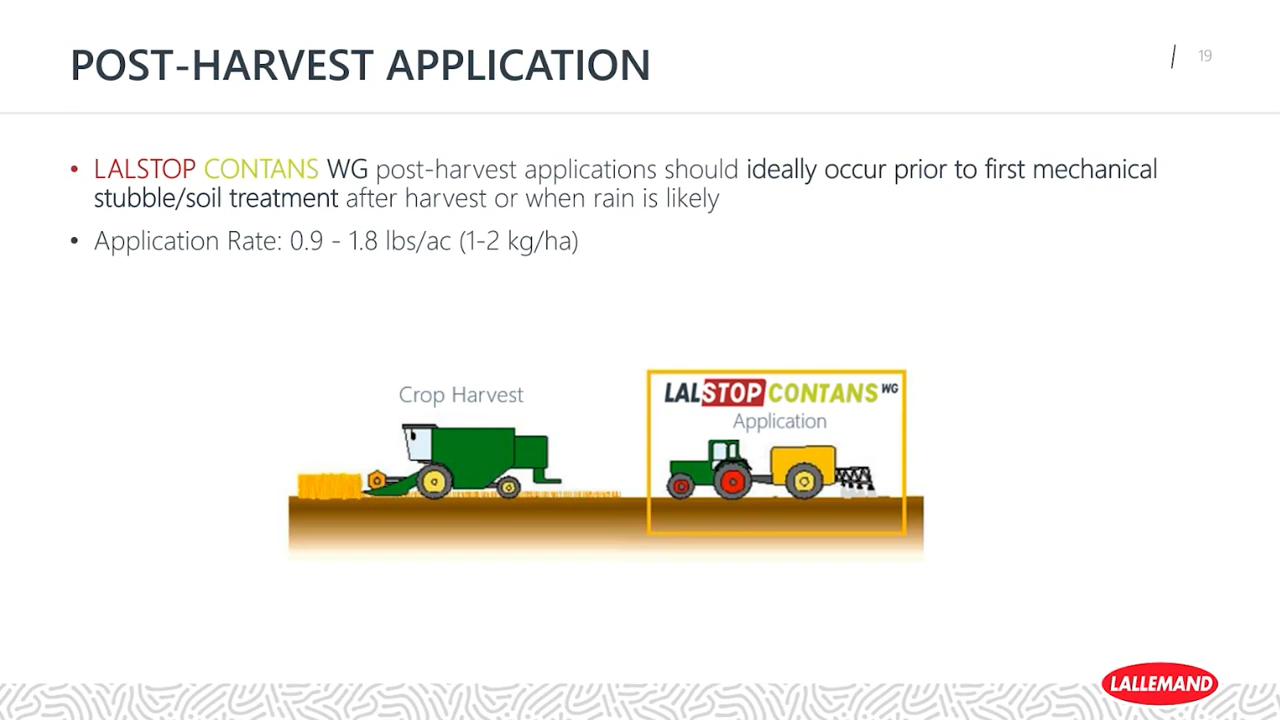 POST-HARVEST APPLICATION
/ 19
• LALSTOP CONTANS WG post-harvest applications should ideally occur prior to first mechanical
stubble/soil treatment after harvest or when rain is likely
• Application Rate: 0.9 - 1.8 lbs/ac (1-2 kg/ha)
Crop Harvest
LALSTOP CONTANS WG
Application
LALLEMAND